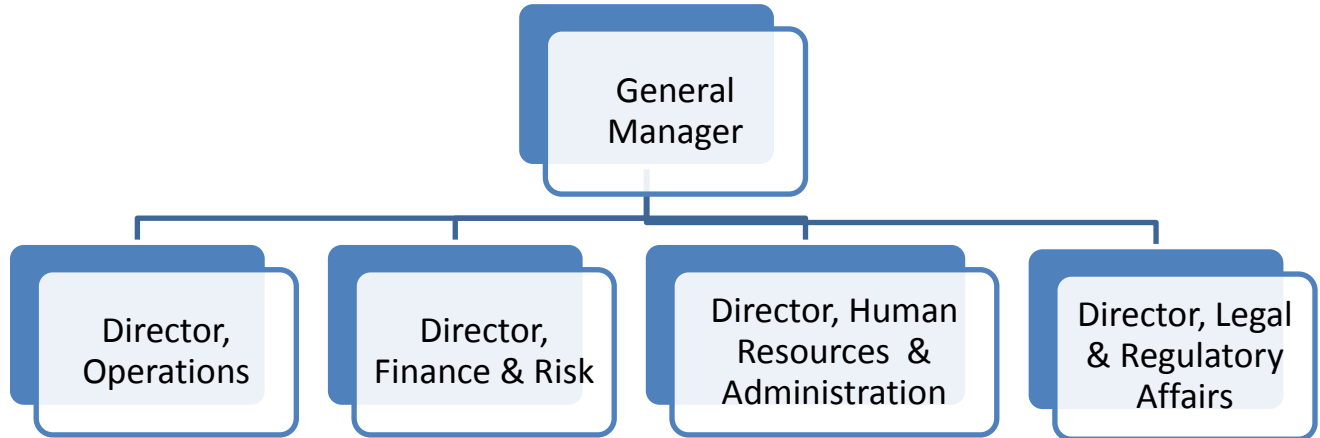 General
Manager
Director,
Operations
Director,
Finance & Risk
Director, Human
Resources &
Administration
Director, Legal
& Regulatory
Affairs